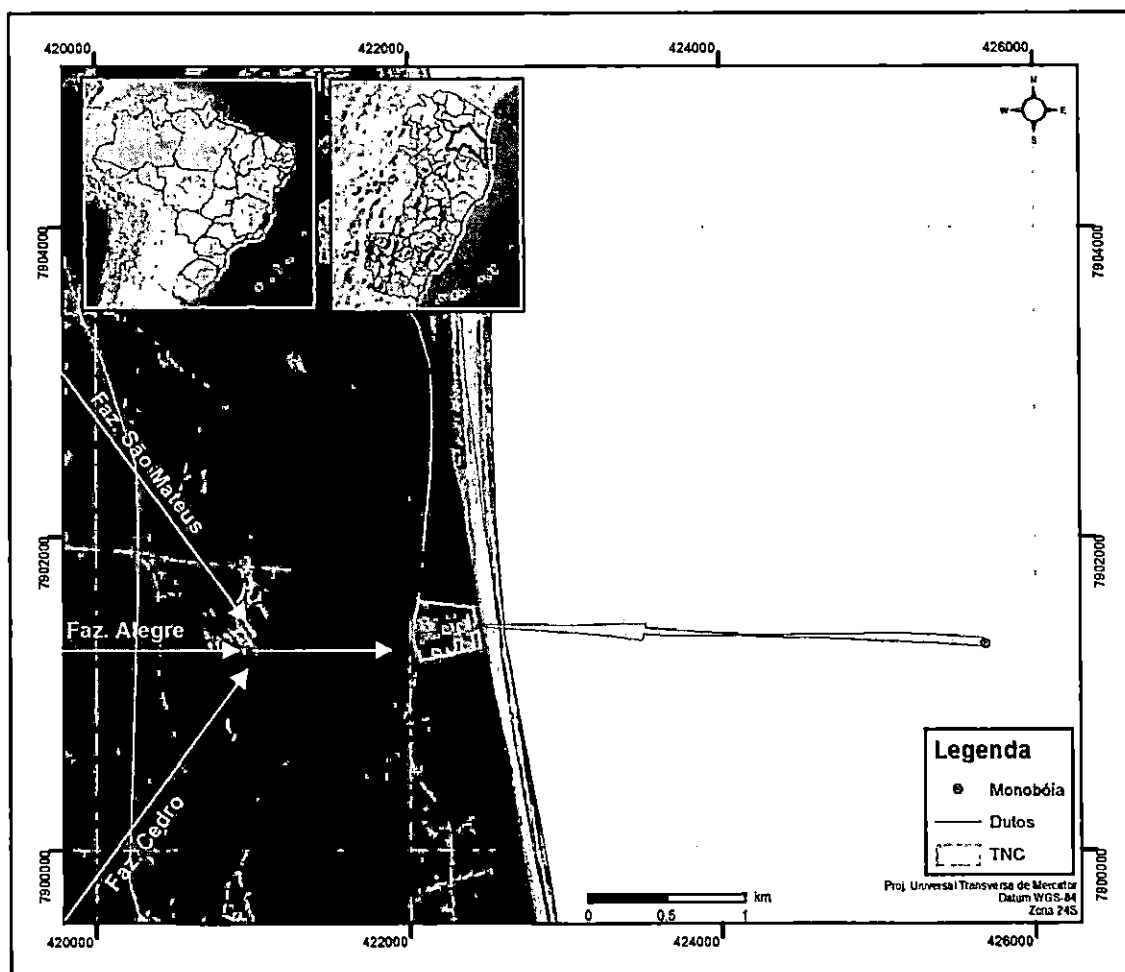 420000
422000
424000
426000
N
W
E
S
7904000
7904000
Faz. São Mateus
7902000
7902000
Faz. Alegre
Faz. Cedro
Legenda
Monobóia
Dutos
TNC
7900000
7900000
km
0
0,5
1
Proj. Universal Transversa de Mercator
Datum WGS-84
Zona 24S
420000
422000
424000
426000